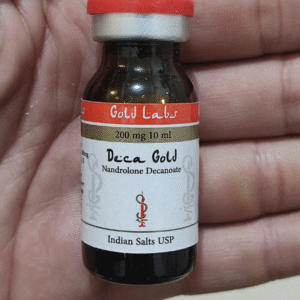 Gold Labs
200 mg 10 ml
Deca Gold
Nandrolone Decanoate
Indian Salts USP